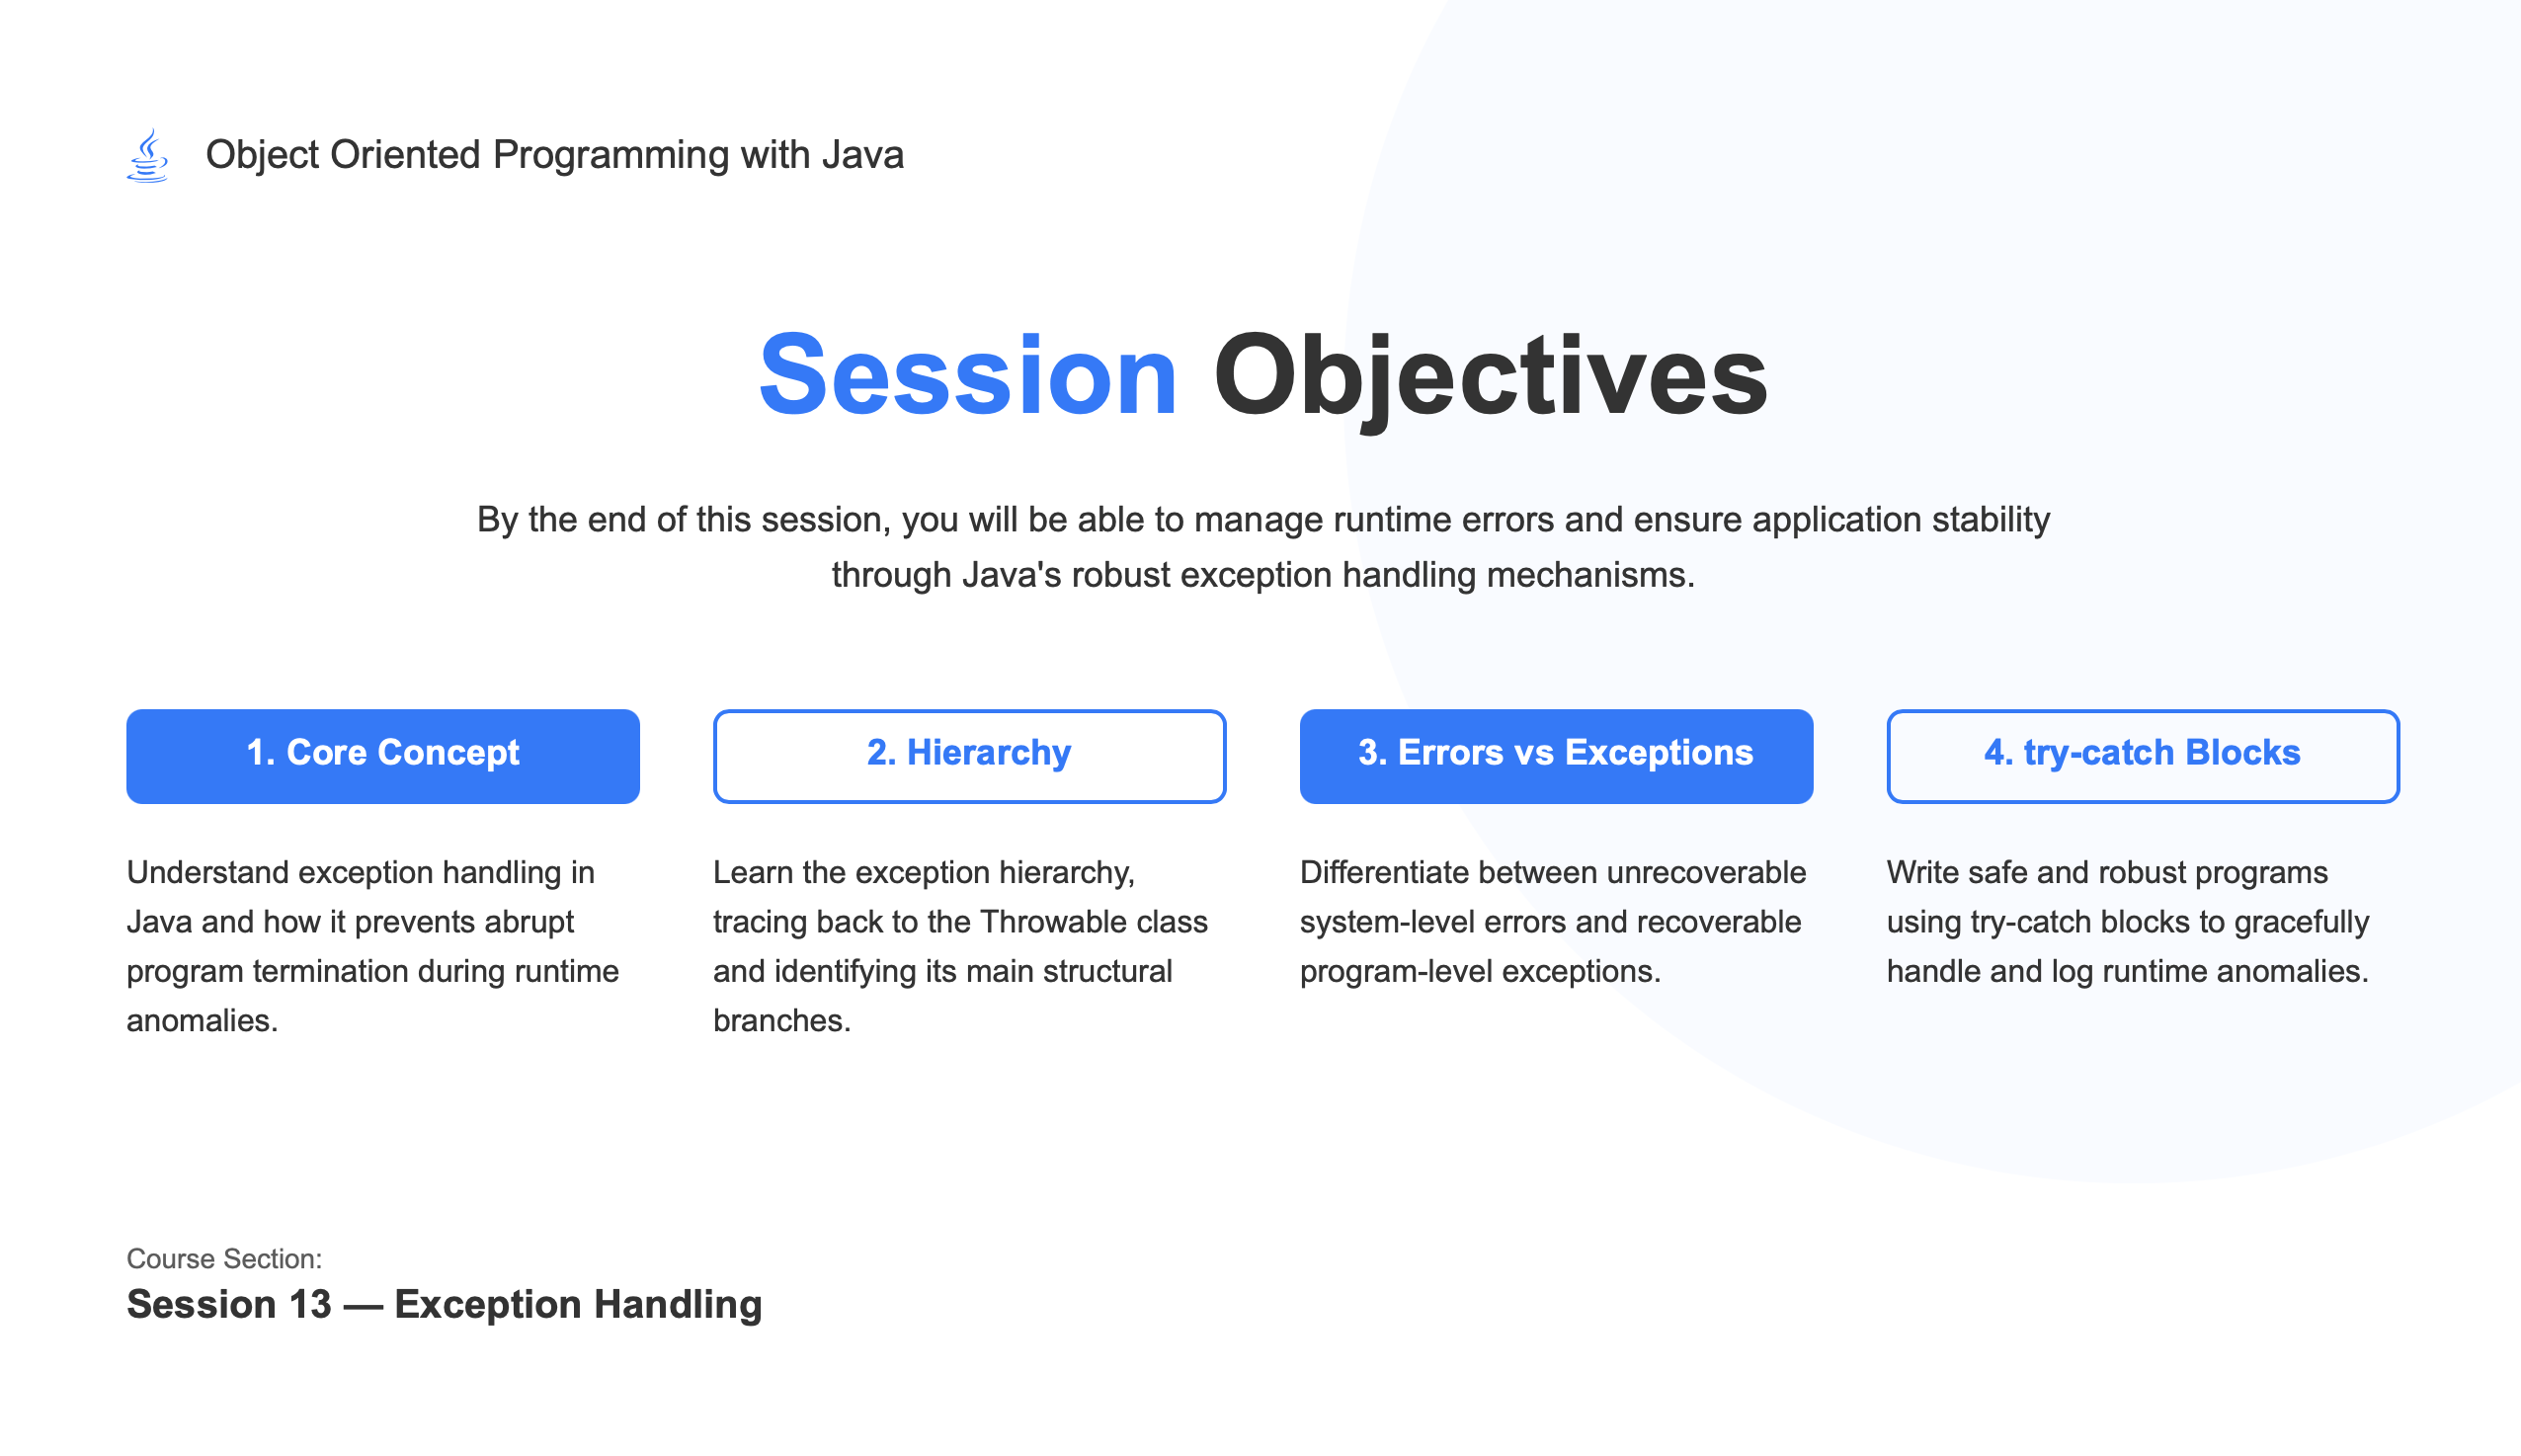 Object Oriented Programming with Java
Session Objectives
By the end of this session, you will be able to manage runtime errors and ensure application stability
through Java's robust exception handling mechanisms.
1. Core Concept
Understand exception handling in
Java and how it prevents abrupt
program termination during runtime
anomalies.
2. Hierarchy
Learn the exception hierarchy,
tracing back to the Throwable class
and identifying its main structural
branches.
3. Errors vs Exceptions
Differentiate between unrecoverable
system-level errors and recoverable
program-level exceptions.
4. try-catch Blocks
Write safe and robust programs
using try-catch blocks to gracefully
handle and log runtime anomalies.
Course Section:
Session 13 — Exception Handling